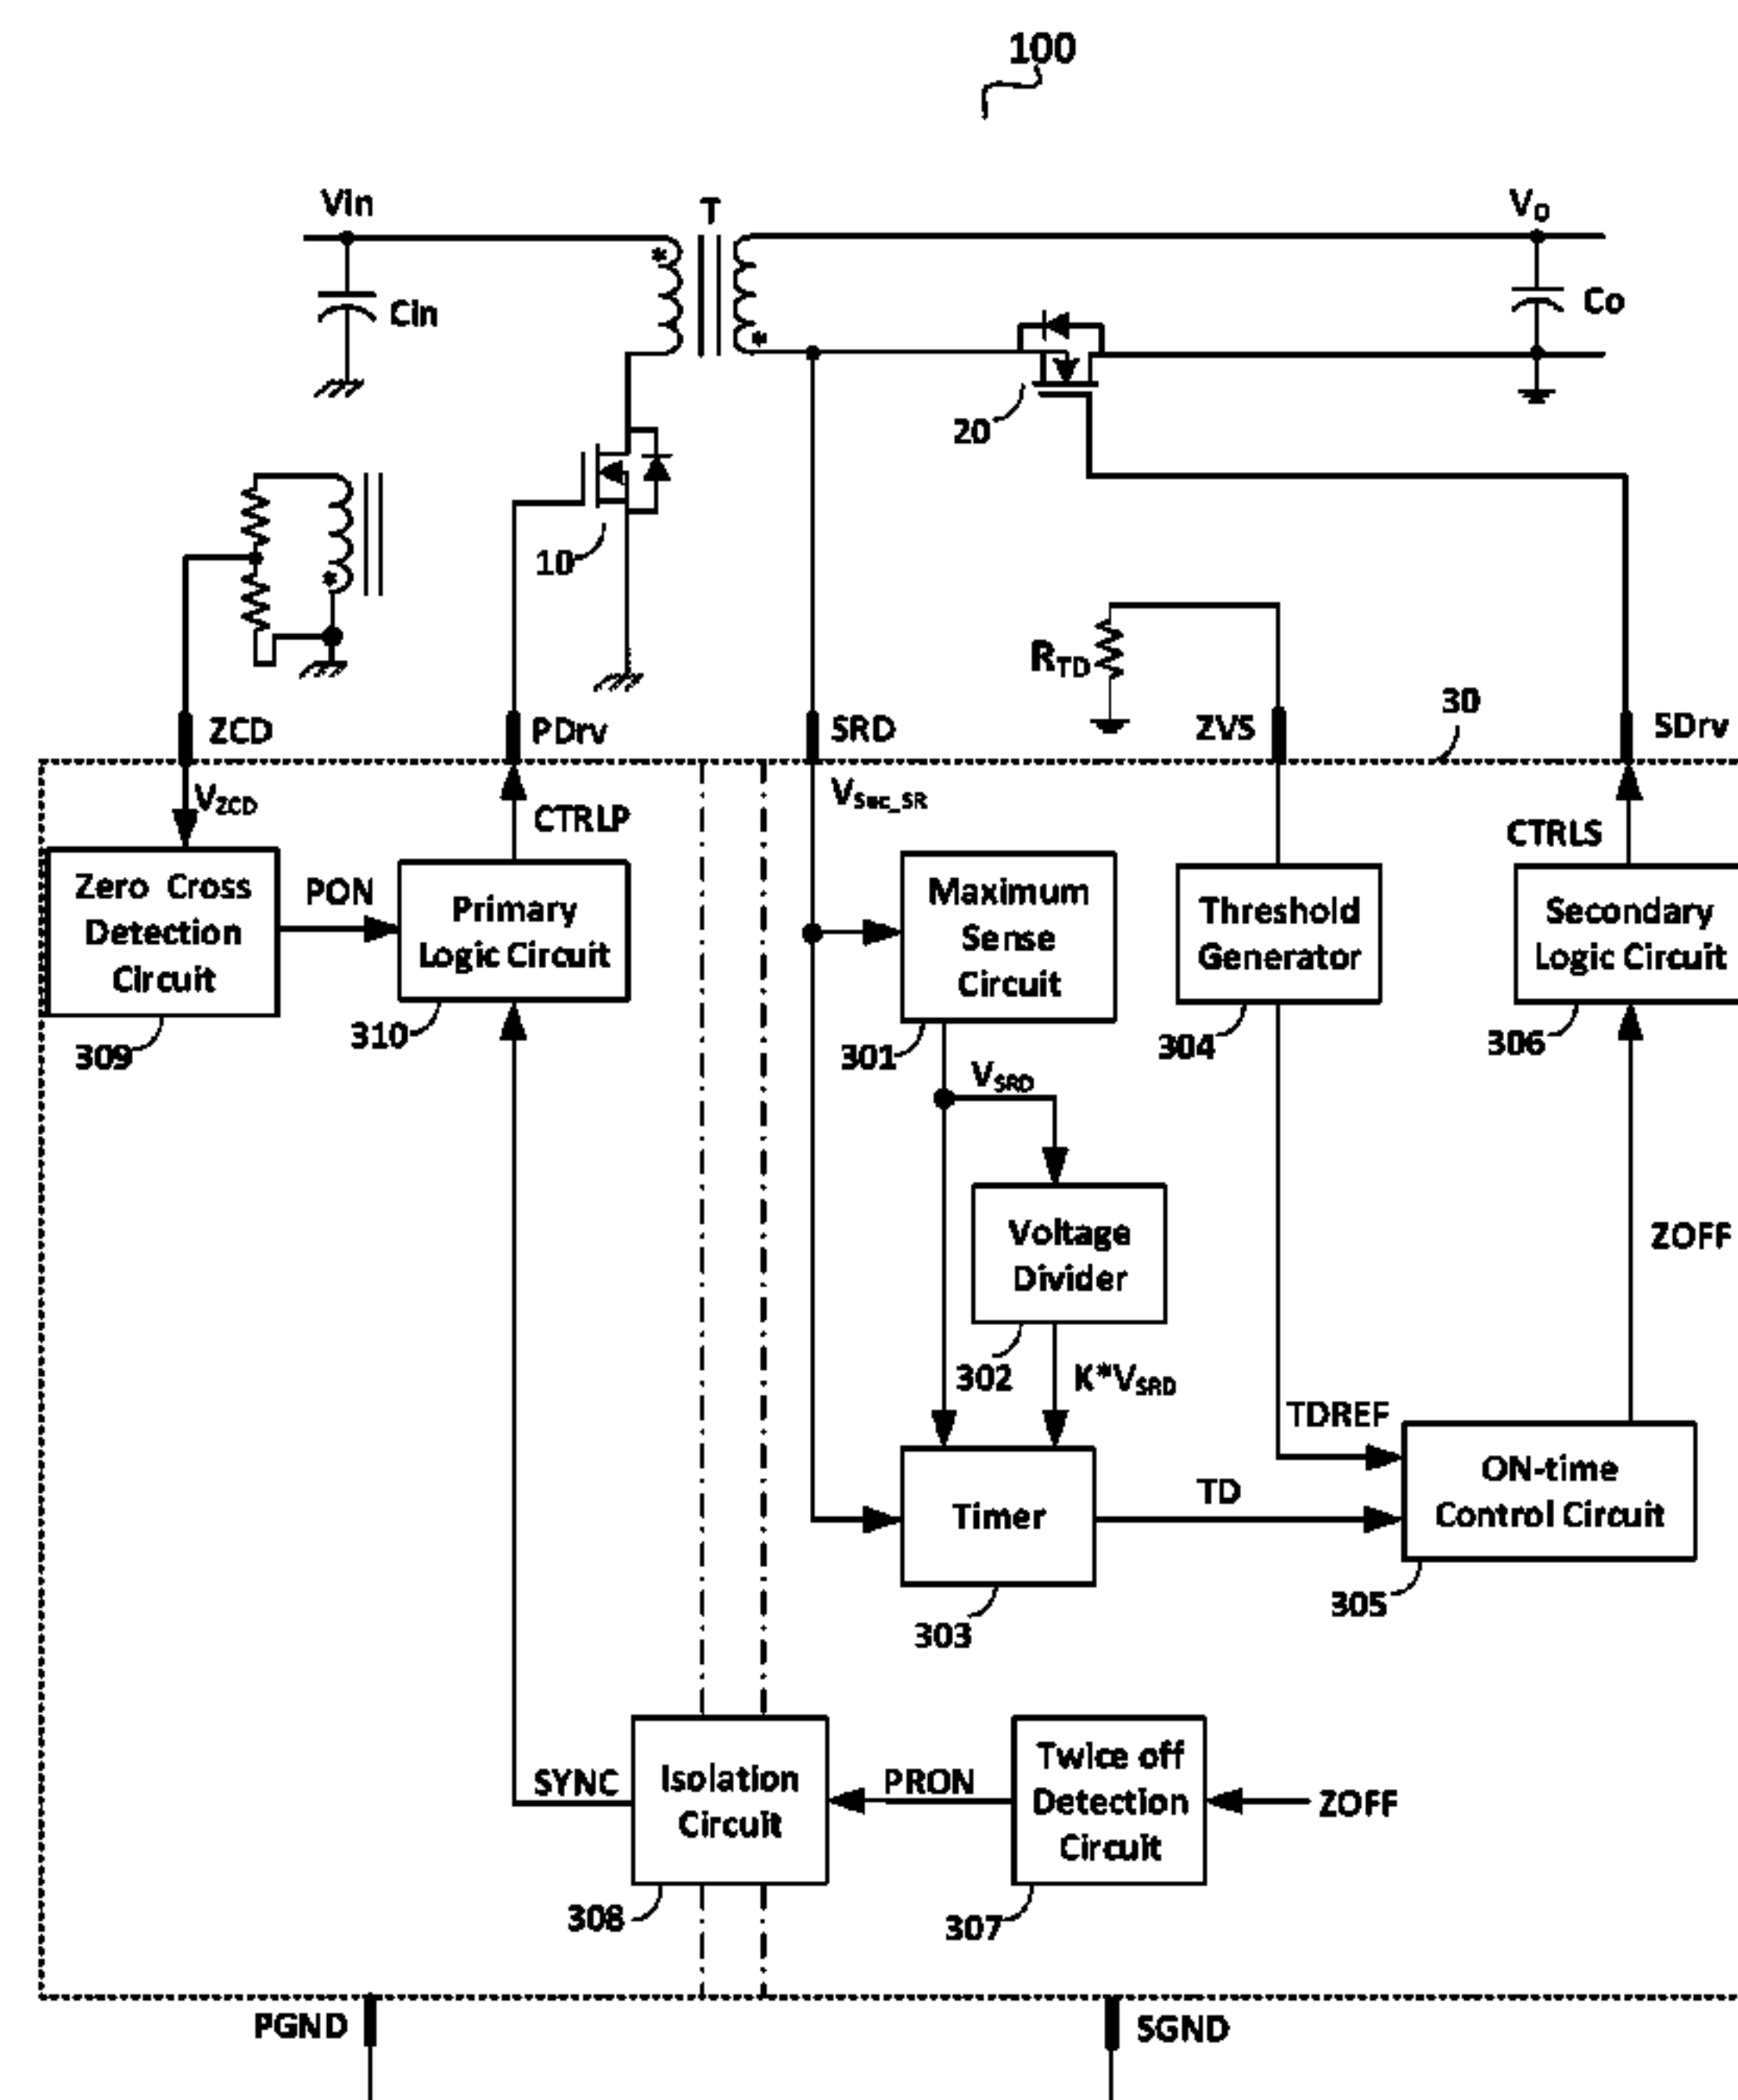 100
Vin
T
Vo
*
*
Cin
Co
20
10
*
RTD
30
ZCD
PDrv
SRD
ZVS
SDrv
VZCD
CTRLP
VSec_SR
CTRLS
Zero Cross
Detection
Circuit
PON
Primary
Logic Circuit
Maximum
Sense
Circuit
Threshold
Generator
Secondary
Logic Circuit
309
310
301
304
306
VSRD
Voltage
Divider
ZOFF
302
K*VSRD
TDREF
Timer
TD
ON-time
Control Circuit
303
305
SYNC
Isolation
Circuit
PRON
Twice off
Detection
Circuit
ZOFF
308
307
PGND
SGND